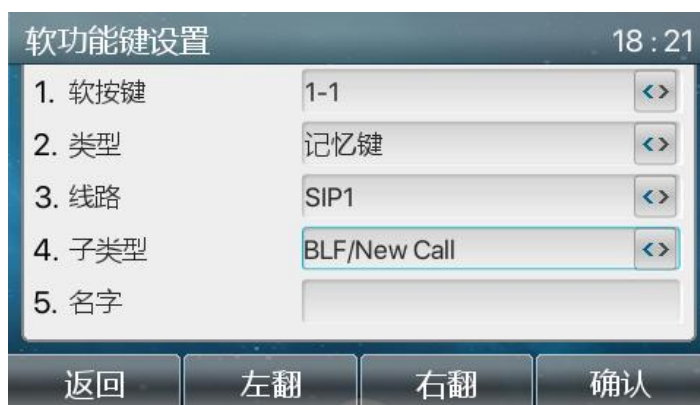 软功能键设置 18:21
1. 软按键 1-1 <>
2. 类型 记忆键 <>
3. 线路 SIP1 <>
4. 子类型 BLF/New Call <>
5. 名字
返回 左翻 右翻 确认